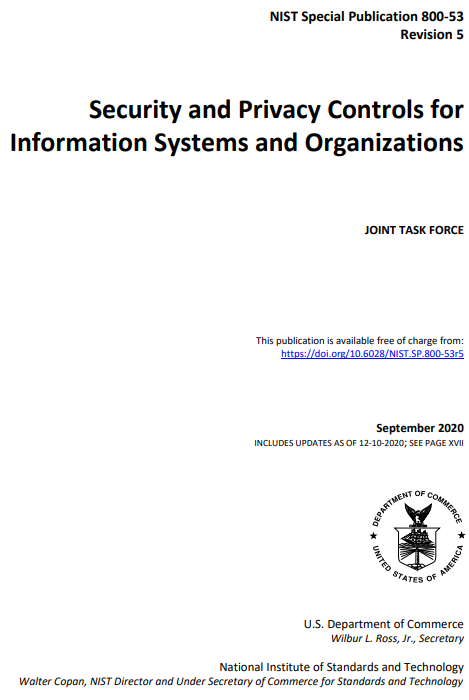 NIST Special Publication 800-53
Revision 5
Security and Privacy Controls for
Information Systems and Organizations
JOINT TASK FORCE
This publication is available free of charge from:
https://doi.org/10.6028/NIST.SP.800-53r5
September 2020
INCLUDES UPDATES AS OF 12-10-2020; SEE PAGE XVII
DEPARTMENT OF COMMERCE
UNITED STATES OF AMERICA
U.S. Department of Commerce
Wilbur L. Ross, Jr., Secretary
National Institute of Standards and Technology
Walter Copan, NIST Director and Under Secretary of Commerce for Standards and Technology